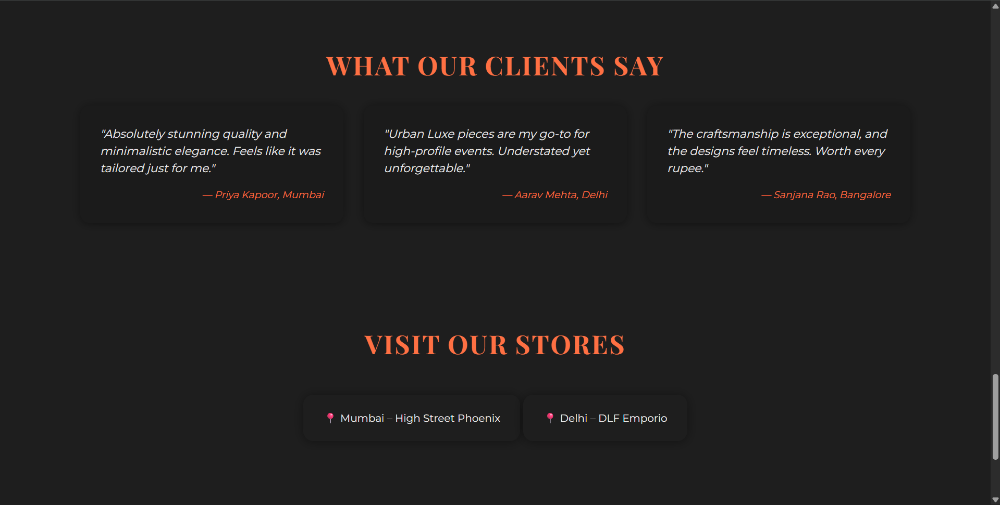 WHAT OUR CLIENTS SAY
"Absolutely stunning quality and
minimalistic elegance. Feels like it was
tailored just for me."
— Priya Kapoor, Mumbai
"Urban Luxe pieces are my go-to for
high-profile events. Understated yet
unforgettable."
— Aarav Mehta, Delhi
"The craftsmanship is exceptional, and
the designs feel timeless. Worth every
rupee."
— Sanjana Rao, Bangalore
VISIT OUR STORES
📍 Mumbai – High Street Phoenix
📍 Delhi – DLF Emporio